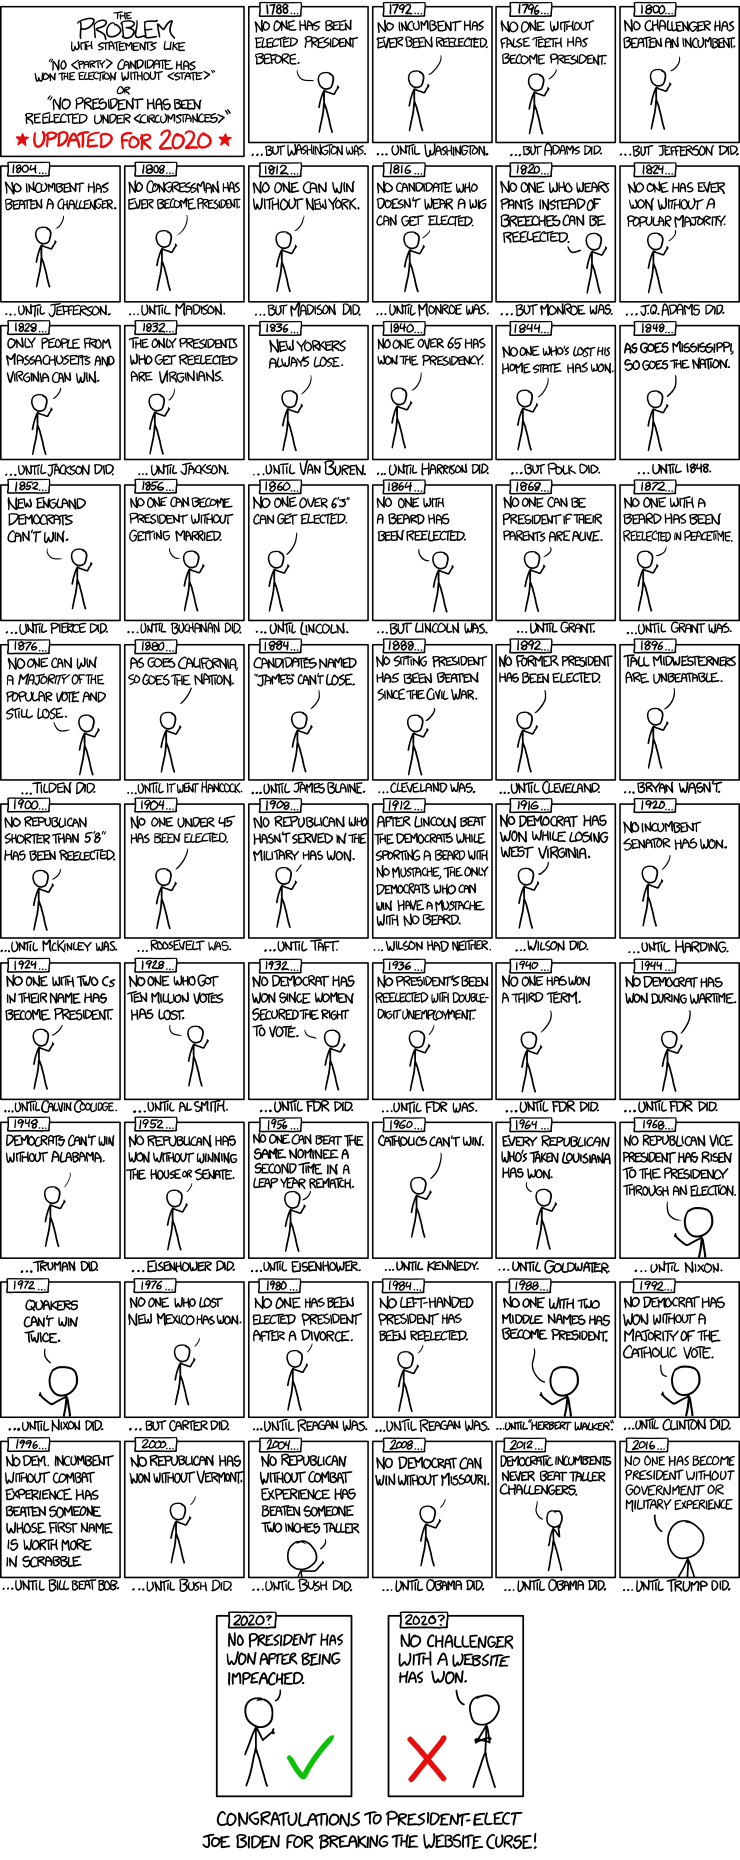 THE
PROBLEM
WITH STATEMENTS LIKE
"NO <PARTY> CANDIDATE HAS
WON THE ELECTION WITHOUT <STATE>"
OR
"NO PRESIDENT HAS BEEN
REELECTED UNDER <CIRCUMSTANCES>"
★ UPDATED FOR 2020 ★
1788...
NO ONE HAS BEEN
ELECTED PRESIDENT
BEFORE.
...BUT WASHINGTON WAS.
1792...
NO INCUMBENT HAS
EVER BEEN REELECTED.
...UNTIL WASHINGTON.
1796...
NO ONE WITHOUT
FALSE TEETH HAS
BECOME PRESIDENT.
...BUT ADAMS DID.
1800...
NO CHALLENGER HAS
BEATEN AN INCUMBENT.
...BUT JEFFERSON DID.
1804...
NO INCUMBENT HAS
BEATEN A CHALLENGER.
...UNTIL JEFFERSON.
1808...
NO CONGRESSMAN HAS
EVER BECOME PRESIDENT.
...UNTIL MADISON.
1812...
NO ONE CAN WIN
WITHOUT NEW YORK.
...BUT MADISON DID.
1816...
NO CANDIDATE WHO
DOESN'T WEAR A WIG
CAN GET ELECTED.
...UNTIL MONROE WAS.
1820...
NO ONE WHO WEARS
PANTS INSTEAD OF
BREECHES CAN BE
REELECTED.
...BUT MONROE WAS.
1824...
NO ONE HAS EVER
WON WITHOUT A
POPULAR MAJORITY.
...J.Q. ADAMS DID.
1828...
ONLY PEOPLE FROM
MASSACHUSETTS AND
VIRGINIA CAN WIN.
...UNTIL JACKSON DID.
1832...
THE ONLY PRESIDENTS
WHO GET REELECTED
ARE VIRGINIANS.
...UNTIL JACKSON.
1836...
NEW YORKERS
ALWAYS LOSE.
...UNTIL VAN BUREN.
1840...
NO ONE OVER 65 HAS
WON THE PRESIDENCY.
...UNTIL HARRISON DID.
1844...
NO ONE WHO'S LOST HIS
HOME STATE HAS WON.
...BUT POLK DID.
1848...
AS GOES MISSISSIPPI,
SO GOES THE NATION.
...UNTIL 1848.
1852...
NEW ENGLAND
DEMOCRATS
CAN'T WIN.
...UNTIL PIERCE DID.
1856...
NO ONE CAN BECOME
PRESIDENT WITHOUT
GETTING MARRIED.
...UNTIL BUCHANAN DID.
1860...
NO ONE OVER 6'3"
CAN GET ELECTED.
...UNTIL LINCOLN.
1864...
NO ONE WITH
A BEARD HAS
BEEN REELECTED.
...BUT LINCOLN WAS.
1868...
NO ONE CAN BE
PRESIDENT IF THEIR
PARENTS ARE ALIVE.
...UNTIL GRANT.
1872...
NO ONE WITH A
BEARD HAS BEEN
REELECTED IN PEACETIME.
...UNTIL GRANT WAS.
1876...
NO ONE CAN WIN
A MAJORITY OF THE
POPULAR VOTE AND
STILL LOSE.
...TILDEN DID.
1880...
AS GOES CALIFORNIA,
SO GOES THE NATION.
...UNTIL IT WENT HANCOCK.
1884...
CANDIDATES NAMED
"JAMES" CAN'T LOSE.
...UNTIL JAMES BLAINE.
1888...
NO SITTING PRESIDENT
HAS BEEN BEATEN
SINCE THE CIVIL WAR.
...CLEVELAND WAS.
1892...
NO FORMER PRESIDENT
HAS BEEN ELECTED.
...UNTIL CLEVELAND.
1896...
TALL MIDWESTERNERS
ARE UNBEATABLE.
...BRYAN WASN'T.
1900...
NO REPUBLICAN
SHORTER THAN 5'8"
HAS BEEN REELECTED.
...UNTIL MCKINLEY WAS.
1904...
NO ONE UNDER 45
HAS BEEN ELECTED.
...ROOSEVELT WAS.
1908...
NO REPUBLICAN WHO
HASN'T SERVED IN THE
MILITARY HAS WON.
...UNTIL TAFT.
1912...
AFTER LINCOLN BEAT
THE DEMOCRATS WHILE
SPORTING A BEARD WITH
NO MUSTACHE, THE ONLY
DEMOCRATS WHO CAN
WIN HAVE A MUSTACHE
WITH NO BEARD.
...WILSON HAD NEITHER.
1916...
NO DEMOCRAT HAS
WON WHILE LOSING
WEST VIRGINIA.
...WILSON DID.
1920...
NO INCUMBENT
SENATOR HAS WON.
...UNTIL HARDING.
1924...
NO ONE WITH TWO Cs
IN THEIR NAME HAS
BECOME PRESIDENT.
...UNTIL CALVIN COOLIDGE.
1928...
NO ONE WHO GOT
TEN MILLION VOTES
HAS LOST.
...UNTIL AL SMITH.
1932...
NO DEMOCRAT HAS
WON SINCE WOMEN
SECURED THE RIGHT
TO VOTE.
...UNTIL FDR DID.
1936...
NO PRESIDENT'S BEEN
REELECTED WITH DOUBLE-
DIGIT UNEMPLOYMENT.
...UNTIL FDR WAS.
1940...
NO ONE HAS WON
A THIRD TERM.
...UNTIL FDR DID.
1944...
NO DEMOCRAT HAS
WON DURING WARTIME.
...UNTIL FDR DID.
1948...
DEMOCRATS CAN'T WIN
WITHOUT ALABAMA.
...TRUMAN DID.
1952...
NO REPUBLICAN HAS
WON WITHOUT WINNING
THE HOUSE OR SENATE.
...EISENHOWER DID.
1956...
NO ONE CAN BEAT THE
SAME NOMINEE A
SECOND TIME IN A
LEAP YEAR REMATCH.
...UNTIL EISENHOWER.
1960...
CATHOLICS CAN'T WIN.
...UNTIL KENNEDY.
1964...
EVERY REPUBLICAN
WHO'S TAKEN LOUISIANA
HAS WON.
...UNTIL GOLDWATER.
1968...
NO REPUBLICAN VICE
PRESIDENT HAS RISEN
TO THE PRESIDENCY
THROUGH AN ELECTION.
...UNTIL NIXON.
1972...
QUAKERS
CAN'T WIN
TWICE.
...UNTIL NIXON DID.
1976...
NO ONE WHO LOST
NEW MEXICO HAS WON.
...BUT CARTER DID.
1980...
NO ONE HAS BEEN
ELECTED PRESIDENT
AFTER A DIVORCE.
...UNTIL REAGAN WAS.
1984...
NO LEFT-HANDED
PRESIDENT HAS
BEEN REELECTED.
...UNTIL REAGAN WAS.
1988...
NO ONE WITH TWO
MIDDLE NAMES HAS
BECOME PRESIDENT.
...UNTIL "HERBERT WALKER".
1992...
NO DEMOCRAT HAS
WON WITHOUT A
MAJORITY OF THE
CATHOLIC VOTE.
...UNTIL CLINTON DID.
1996...
NO DEM. INCUMBENT
WITHOUT COMBAT
EXPERIENCE HAS
BEATEN SOMEONE
WHOSE FIRST NAME
IS WORTH MORE
IN SCRABBLE
...UNTIL BILL BEAT BOB.
2000...
NO REPUBLICAN HAS
WON WITHOUT VERMONT.
...UNTIL BUSH DID.
2004...
NO REPUBLICAN
WITHOUT COMBAT
EXPERIENCE HAS
BEATEN SOMEONE
TWO INCHES TALLER
...UNTIL BUSH DID.
2008...
NO DEMOCRAT CAN
WIN WITHOUT MISSOURI.
...UNTIL OBAMA DID.
2012...
DEMOCRATIC INCUMBENTS
NEVER BEAT TALLER
CHALLENGERS.
...UNTIL OBAMA DID.
2016...
NO ONE HAS BECOME
PRESIDENT WITHOUT
GOVERNMENT OR
MILITARY EXPERIENCE
...UNTIL TRUMP DID.
2020?
NO PRESIDENT HAS
WON AFTER BEING
IMPEACHED.
2020?
NO CHALLENGER
WITH A WEBSITE
HAS WON.
CONGRATULATIONS TO PRESIDENT-ELECT
JOE BIDEN FOR BREAKING THE WEBSITE CURSE!